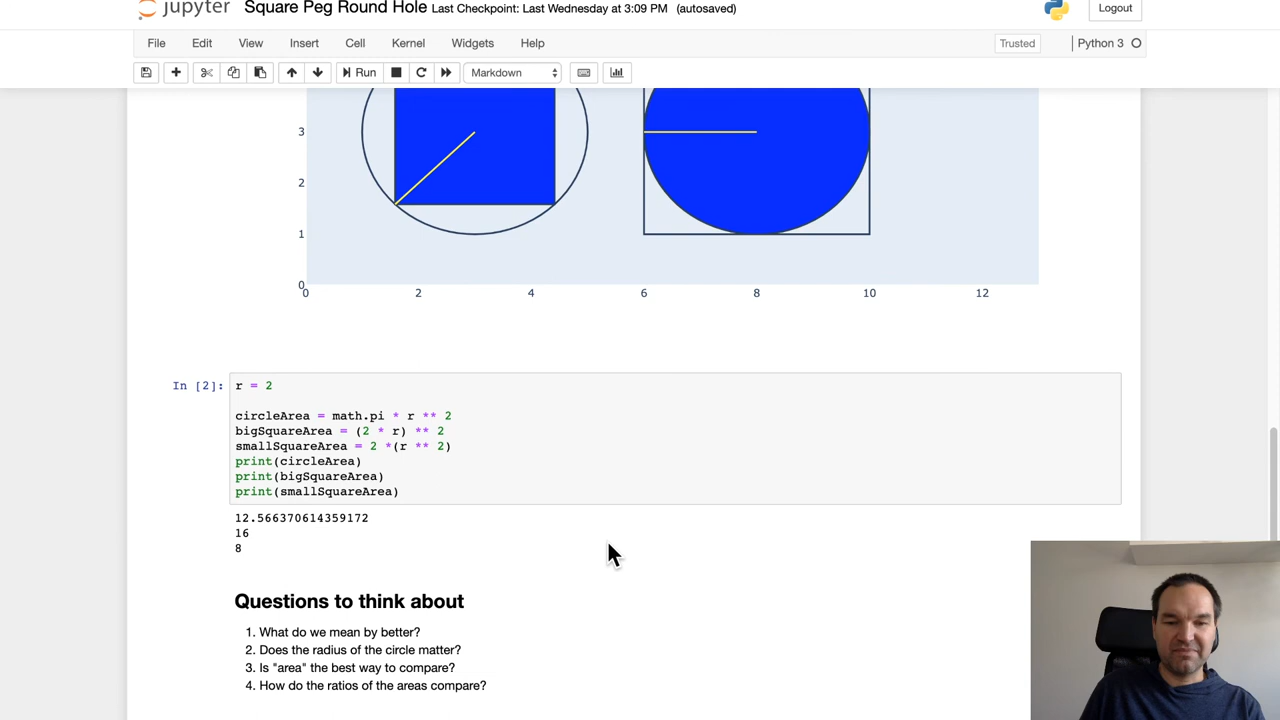 jupyter Square Peg Round Hole Last Checkpoint: Last Wednesday at 3:09 PM (autosaved) Logout
File Edit View Insert Cell Kernel Widgets Help Trusted Python 3
Run Markdown
3
2
1
0
0 2 4 6 8 10 12
In [2]: r = 2
circleArea = math.pi * r ** 2
bigSquareArea = (2 * r) ** 2
smallSquareArea = 2 *(r ** 2)
print(circleArea)
print(bigSquareArea)
print(smallSquareArea)
12.566370614359172
16
8
Questions to think about
1. What do we mean by better?
2. Does the radius of the circle matter?
3. Is "area" the best way to compare?
4. How do the ratios of the areas compare?